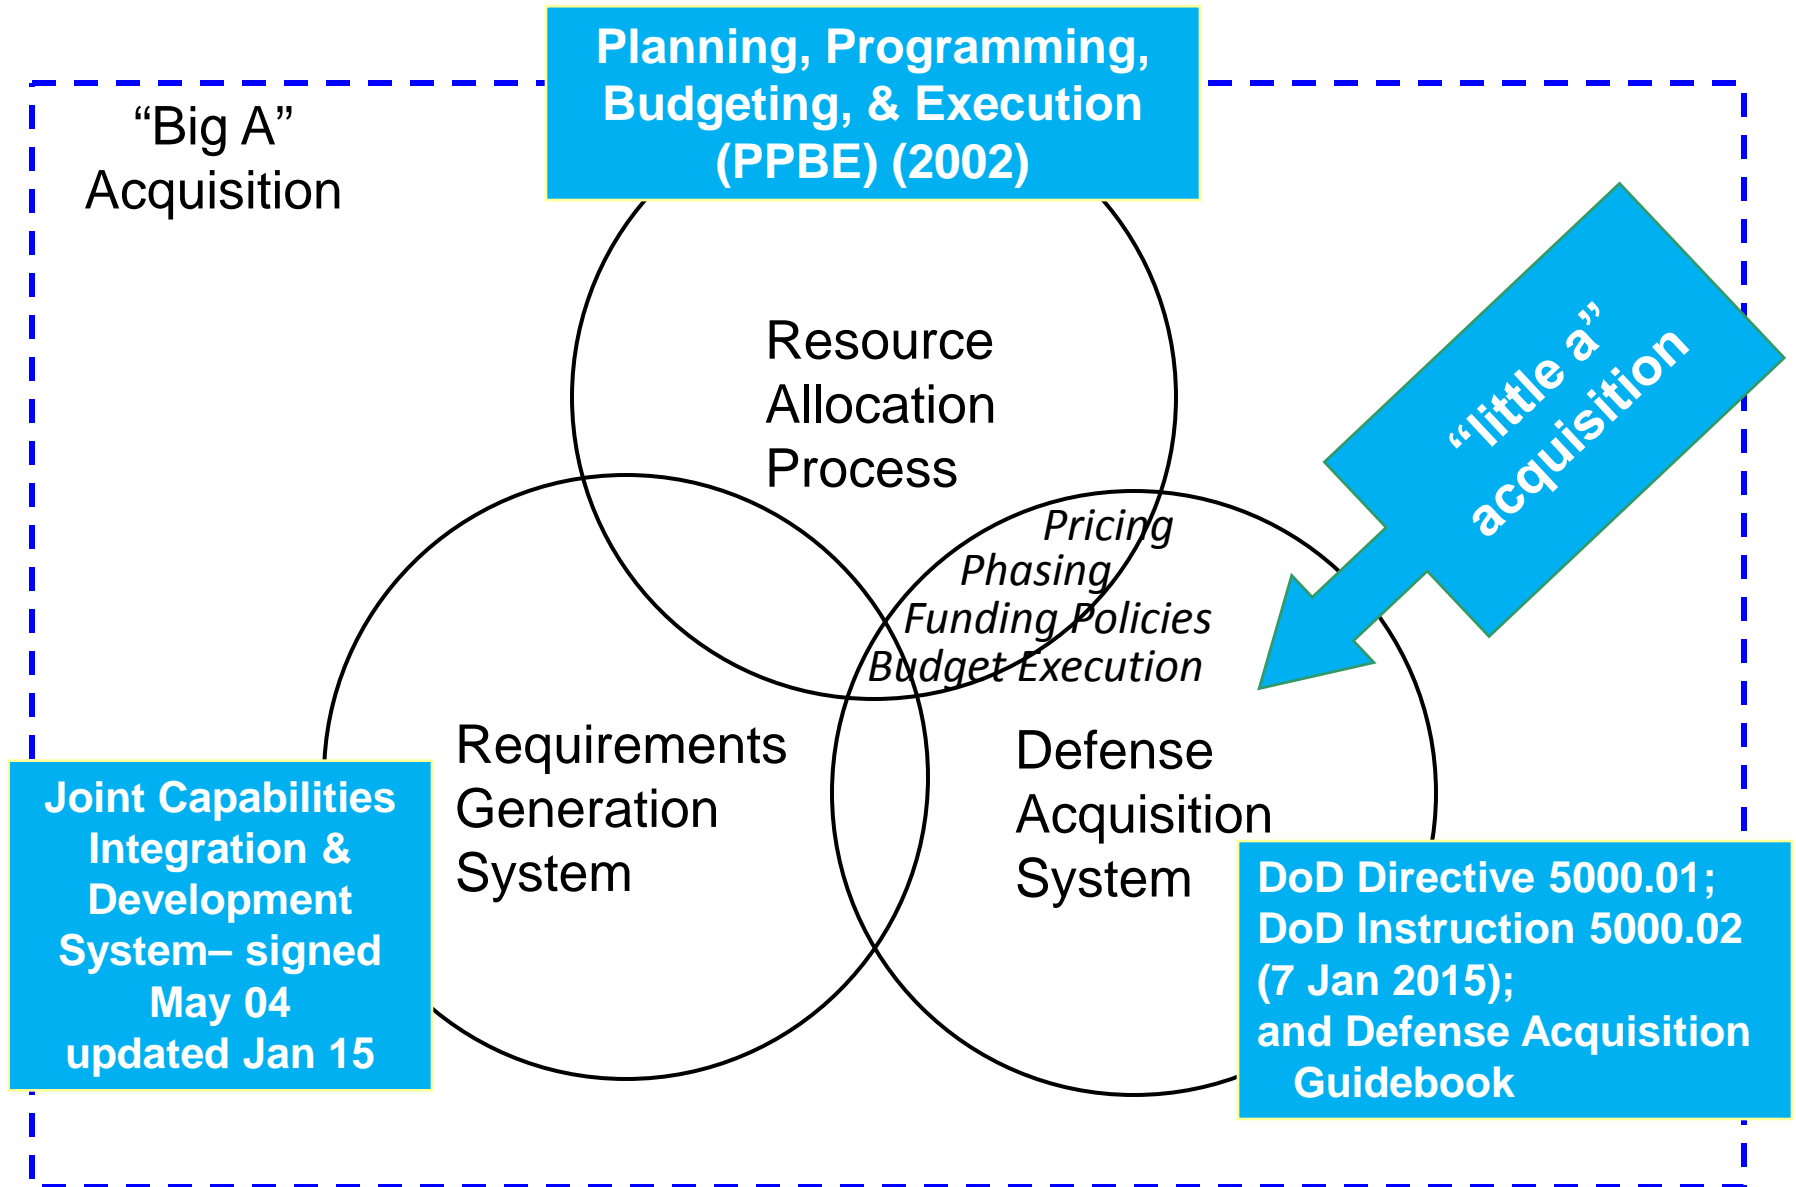 Planning, Programming,
Budgeting, & Execution
(PPBE) (2002)
“Big A”
Acquisition
“little a”
acquisition
Resource
Allocation
Process
Pricing
Phasing
Funding Policies
Budget Execution
Requirements
Generation
System
Defense
Acquisition
System
Joint Capabilities
Integration &
Development
System– signed
May 04
updated Jan 15
DoD Directive 5000.01;
DoD Instruction 5000.02
(7 Jan 2015);
and Defense Acquisition
Guidebook